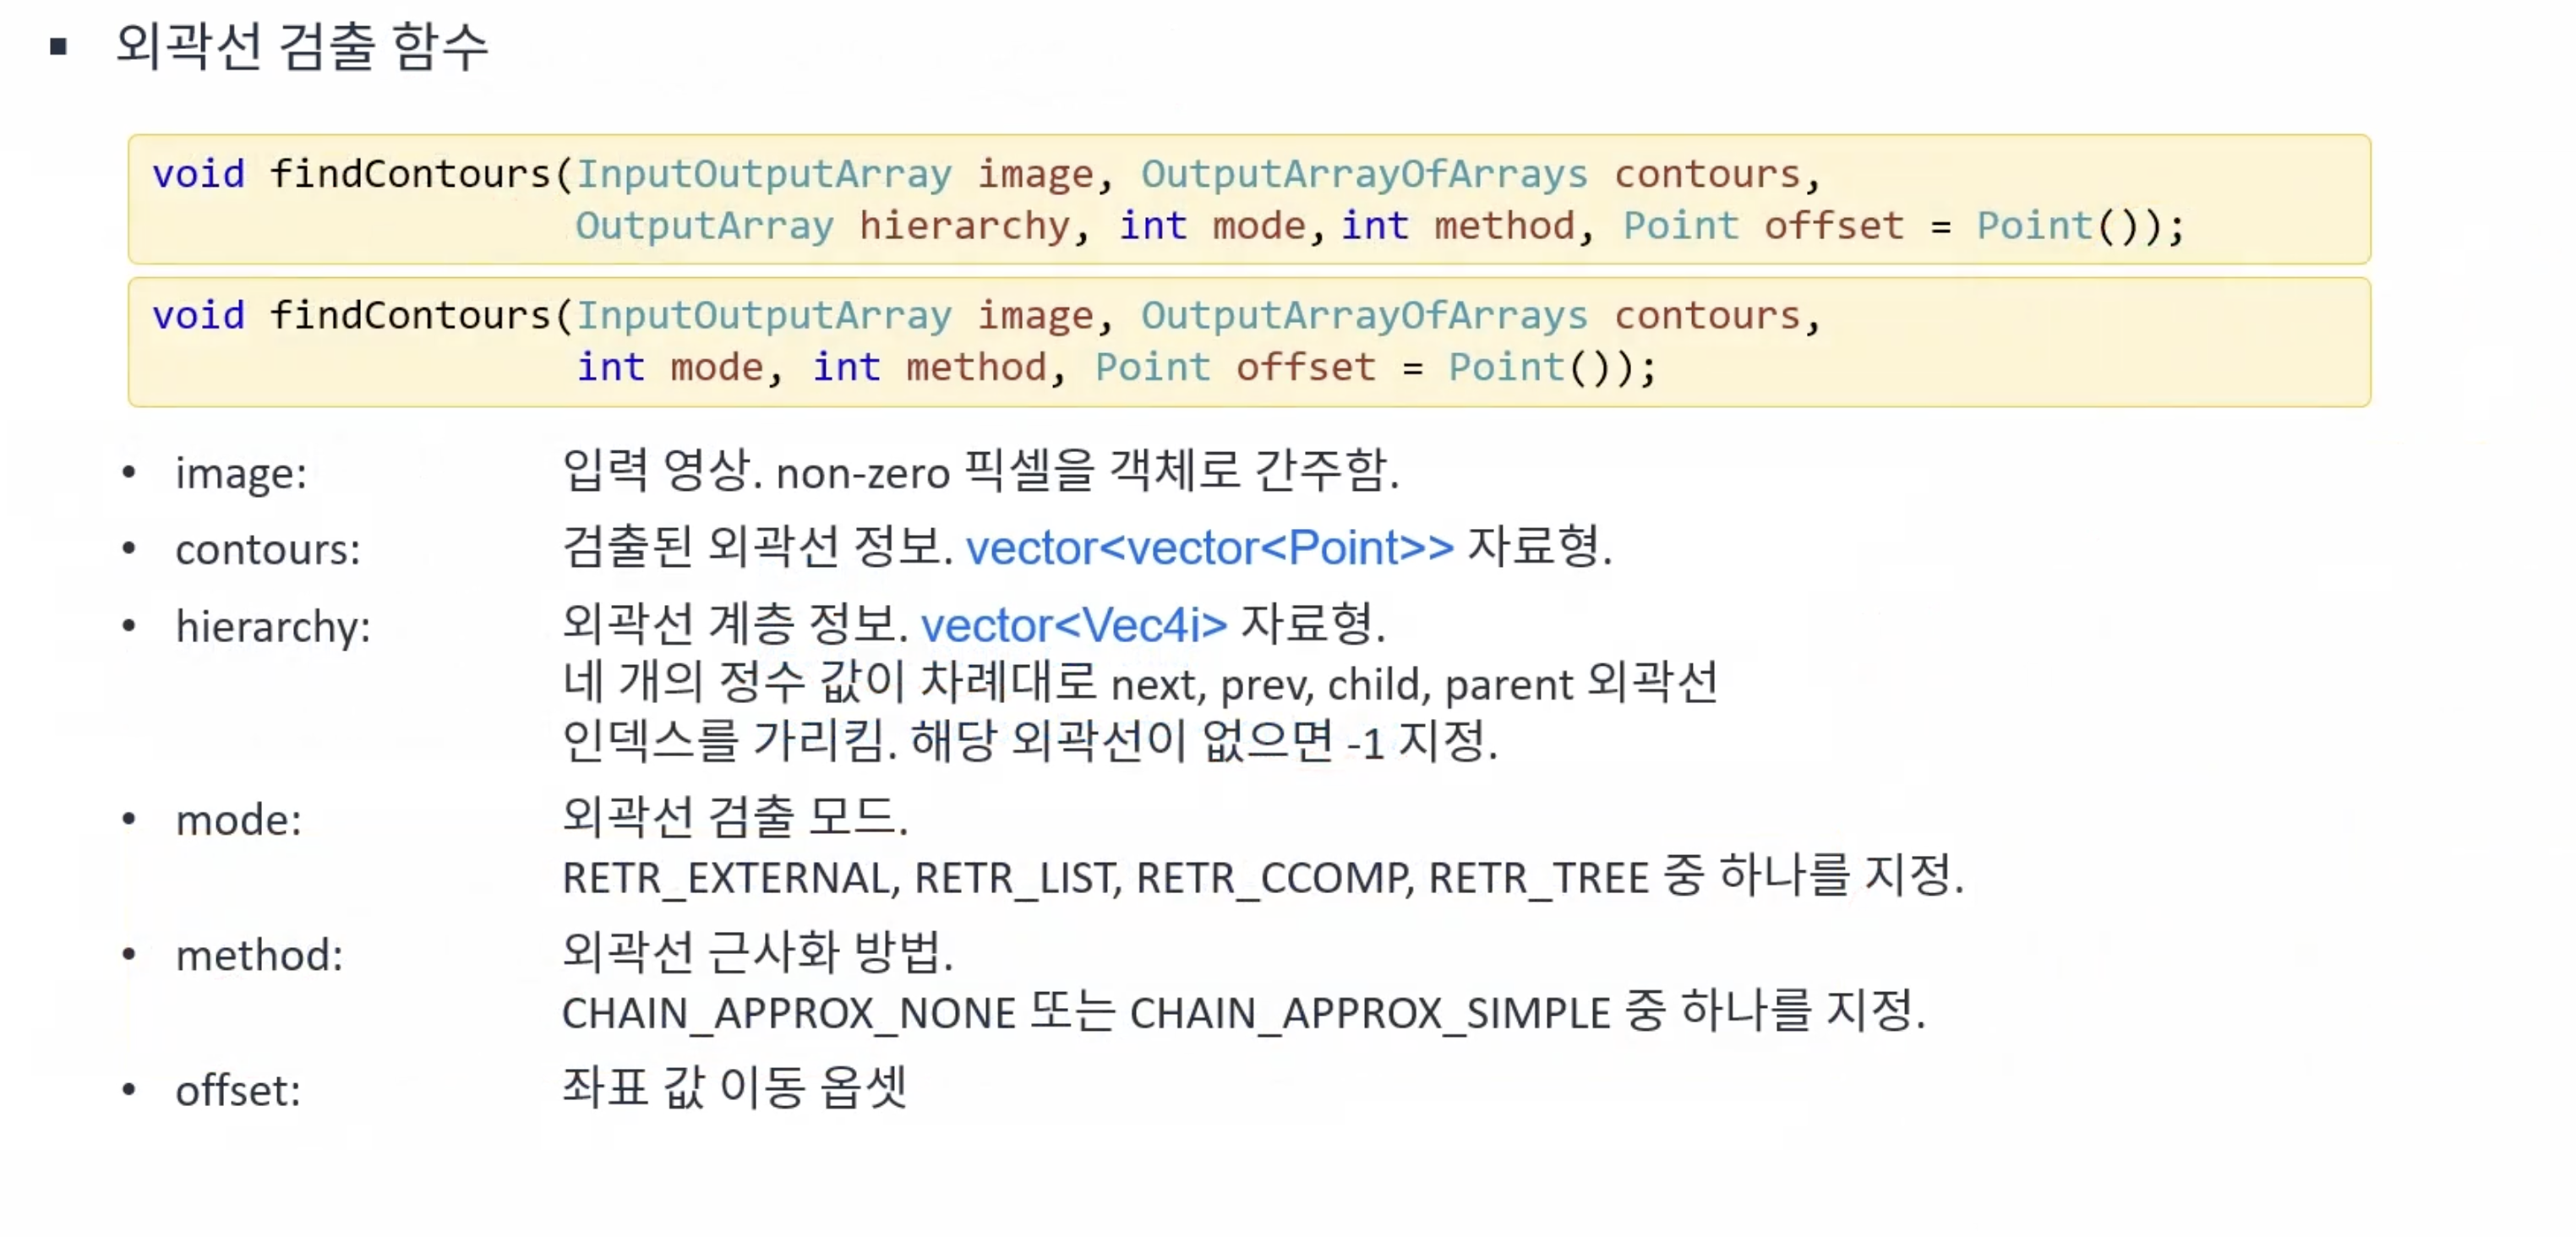 ▪ 외곽선 검출 함수
void findContours(InputOutputArray image, OutputArrayOfArrays contours,
OutputArray hierarchy, int mode, int method, Point offset = Point());
void findContours(InputOutputArray image, OutputArrayOfArrays contours,
int mode, int method, Point offset = Point());
• image: 입력 영상. non-zero 픽셀을 객체로 간주함.
• contours: 검출된 외곽선 정보. vector<vector<Point>> 자료형.
• hierarchy: 외곽선 계층 정보. vector<Vec4i> 자료형.
네 개의 정수 값이 차례대로 next, prev, child, parent 외곽선
인덱스를 가리킴. 해당 외곽선이 없으면 -1 지정.
• mode: 외곽선 검출 모드.
RETR_EXTERNAL, RETR_LIST, RETR_CCOMP, RETR_TREE 중 하나를 지정.
• method: 외곽선 근사화 방법.
CHAIN_APPROX_NONE 또는 CHAIN_APPROX_SIMPLE 중 하나를 지정.
• offset: 좌표 값 이동 옵셋